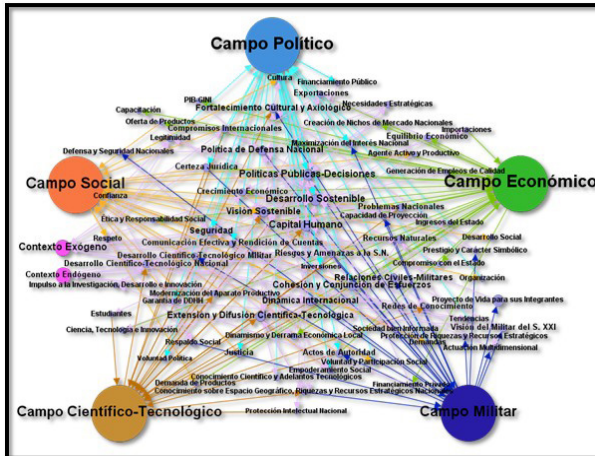 Campo Político
Cultura
Financiamiento Público
Exportaciones
PIB-GINI
Necesidades Estratégicas
Capacitación
Fortalecimiento Cultural y Axiológico
Oferta de Productos
Creación de Nichos de Mercado Nacionales
Compromisos Internacionales
Importaciones
Legitimidad
Equilibrio Económico
Maximización del Interés Nacional
Defensa y Seguridad Nacionales
Política de Defensa Nacional
Agente Activo y Productivo
Certeza Jurídica
Políticas Públicas-Decisiones
Generación de Empleos de Calidad
Campo Social
Campo Económico
Crecimiento Económico
Confianza
Desarrollo Sostenible
Problemas Nacionales
Vision Sostenible
Capacidad de Proyección
Ética y Responsabilidad Social
Capital Humano
Ingresos del Estado
Seguridad
Desarrollo Social
Respeto
Recursos Naturales
Comunicación Efectiva y Rendición de Cuentas
Contexto Exógeno
Prestigio y Carácter Simbólico
Riesgos y Amenazas a la S.N.
Desarrollo Científico-Tecnológico Militar
Compromiso con el Estado
Desarrollo Científico-Tecnológico Nacional
Inversiones
Contexto Endógeno
Relaciones Civiles-Militares
Organización
Impulso a la Investigación, Desarrollo e Innovación
Cohesión y Conjunción de Esfuerzos
Modernización del Aparato Productivo
Dinámica Internacional
Proyecto de Vida para sus Integrantes
Garantía de DDHH
Redes de Conocimiento
Estudiantes
Extensión y Difusión Científica-Tecnológica
Tendencias
Ciencia, Tecnología e Innovación
Sociedad bien Informada
Visión del Militar del S. XXI
Dinamismo y Derrama Económica Local
Protección de Riquezas y Recursos Estratégicos
Respaldo Social
Demandas
Actuación Multidimensional
Voluntad Política
Justicia
Actos de Autoridad
Voluntad y Participación Social
Empoderamiento Social
Conocimiento Científico y Adelantos Tecnológicos
Demanda de Productos
Financiamiento Privado
Conocimiento sobre Espacio Geográfico, Riquezas y Recursos Estratégicos Nacionales
Campo Científico-Tecnológico
Campo Militar
Protección Intelectual Nacional